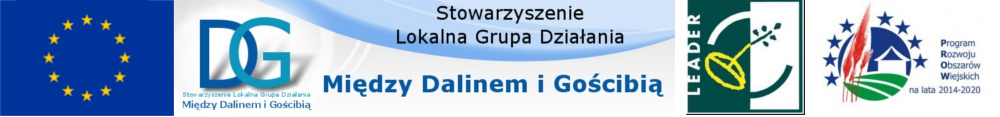 DG
Stowarzyszenie Lokalna Grupa Działania
Między Dalinem i Gościbią
Stowarzyszenie
Lokalna Grupa Działania
Między Dalinem i Gościbią
LEADER
Program
Rozwoju
Obszarów
Wiejskich
na lata 2014-2020